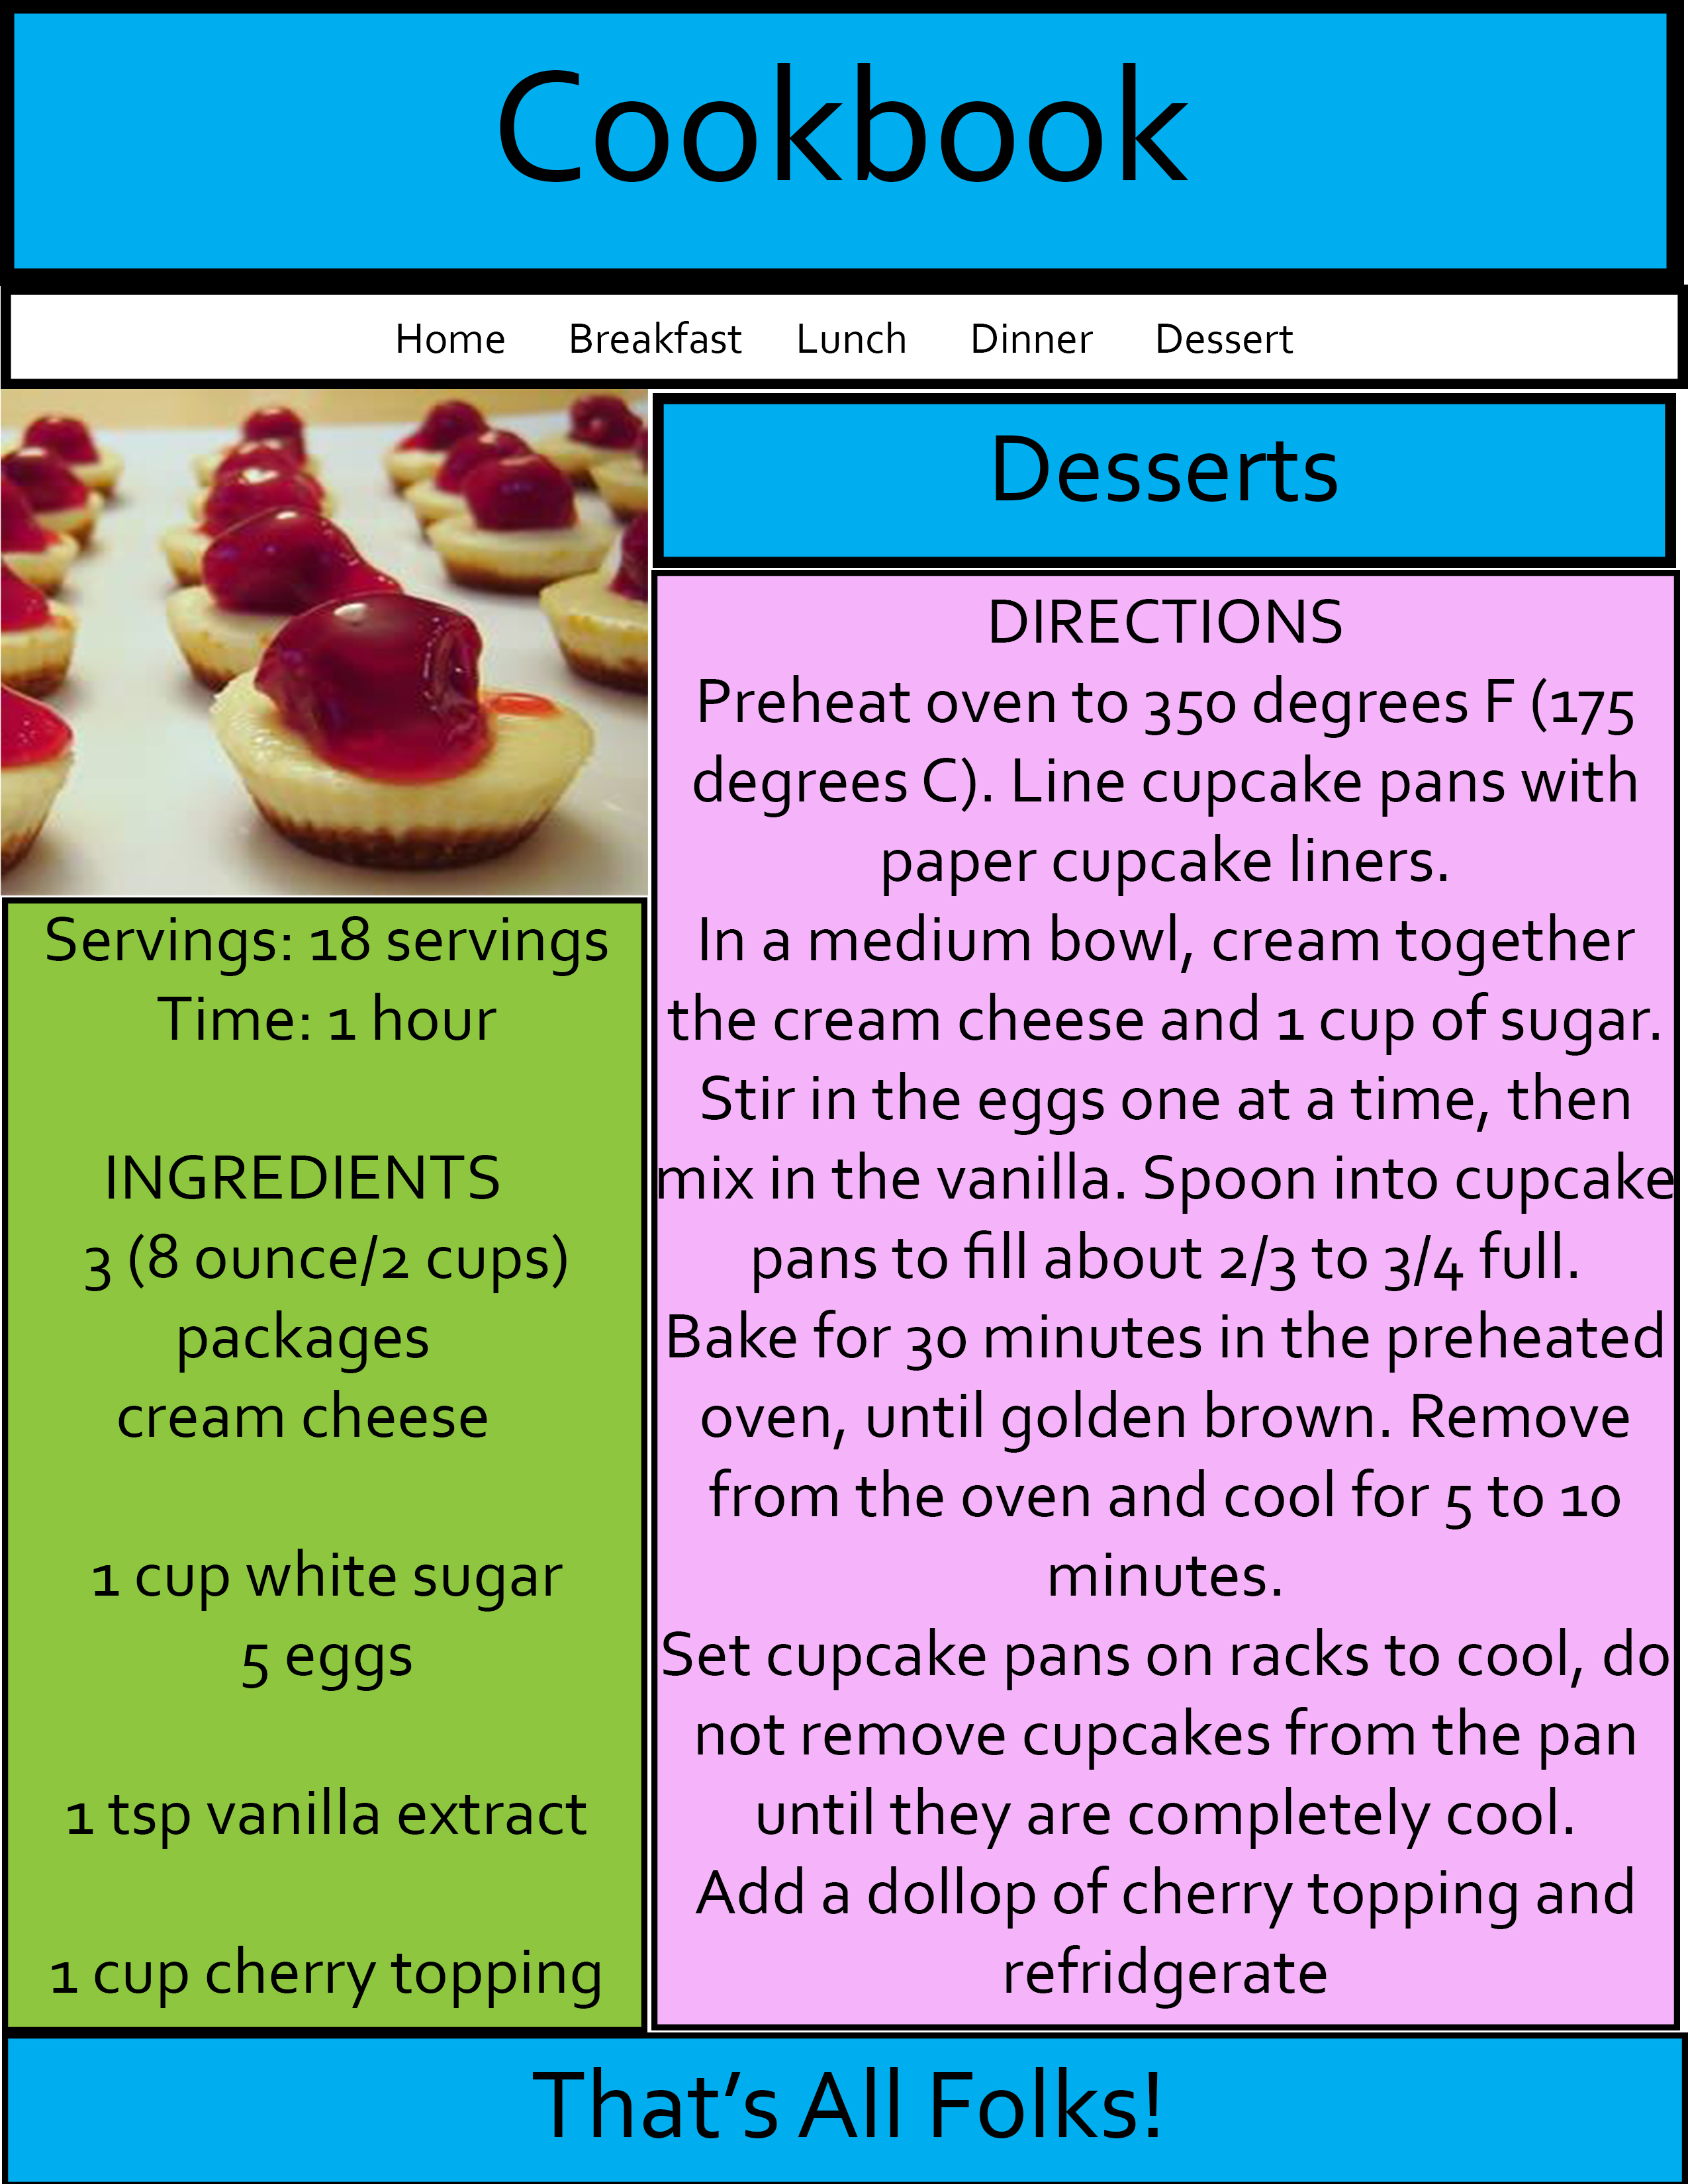 Cookbook
Home Breakfast Lunch Dinner Dessert
Desserts
Servings: 18 servings
Time: 1 hour
INGREDIENTS
3 (8 ounce/2 cups)
packages
cream cheese
1 cup white sugar
5 eggs
1 tsp vanilla extract
1 cup cherry topping
DIRECTIONS
Preheat oven to 350 degrees F (175
degrees C). Line cupcake pans with
paper cupcake liners.
In a medium bowl, cream together
the cream cheese and 1 cup of sugar.
Stir in the eggs one at a time, then
mix in the vanilla. Spoon into cupcake
pans to fill about 2/3 to 3/4 full.
Bake for 30 minutes in the preheated
oven, until golden brown. Remove
from the oven and cool for 5 to 10
minutes.
Set cupcake pans on racks to cool, do
not remove cupcakes from the pan
until they are completely cool.
Add a dollop of cherry topping and
refridgerate
That’s All Folks!